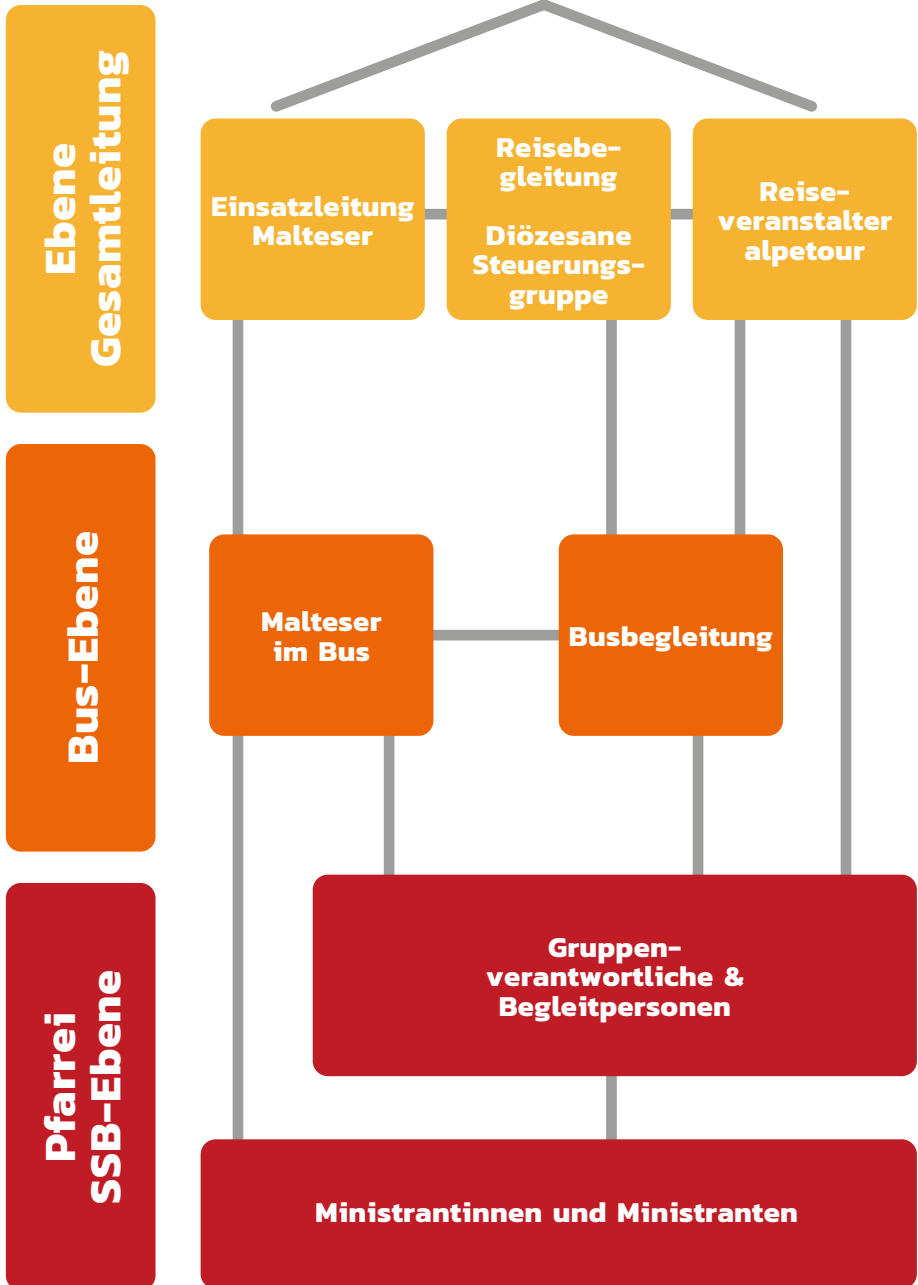 Ebene
Gesamtleitung
Einsatzleitung
Malteser
Reisebe-
gleitung
Diözesane
Steuerungs-
gruppe
Reise-
veranstalter
alpetour
Bus-Ebene
Malteser
im Bus
Busbegleitung
Pfarrei
SSB-Ebene
Gruppen-
verantwortliche &
Begleitpersonen
Ministrantinnen und Ministranten